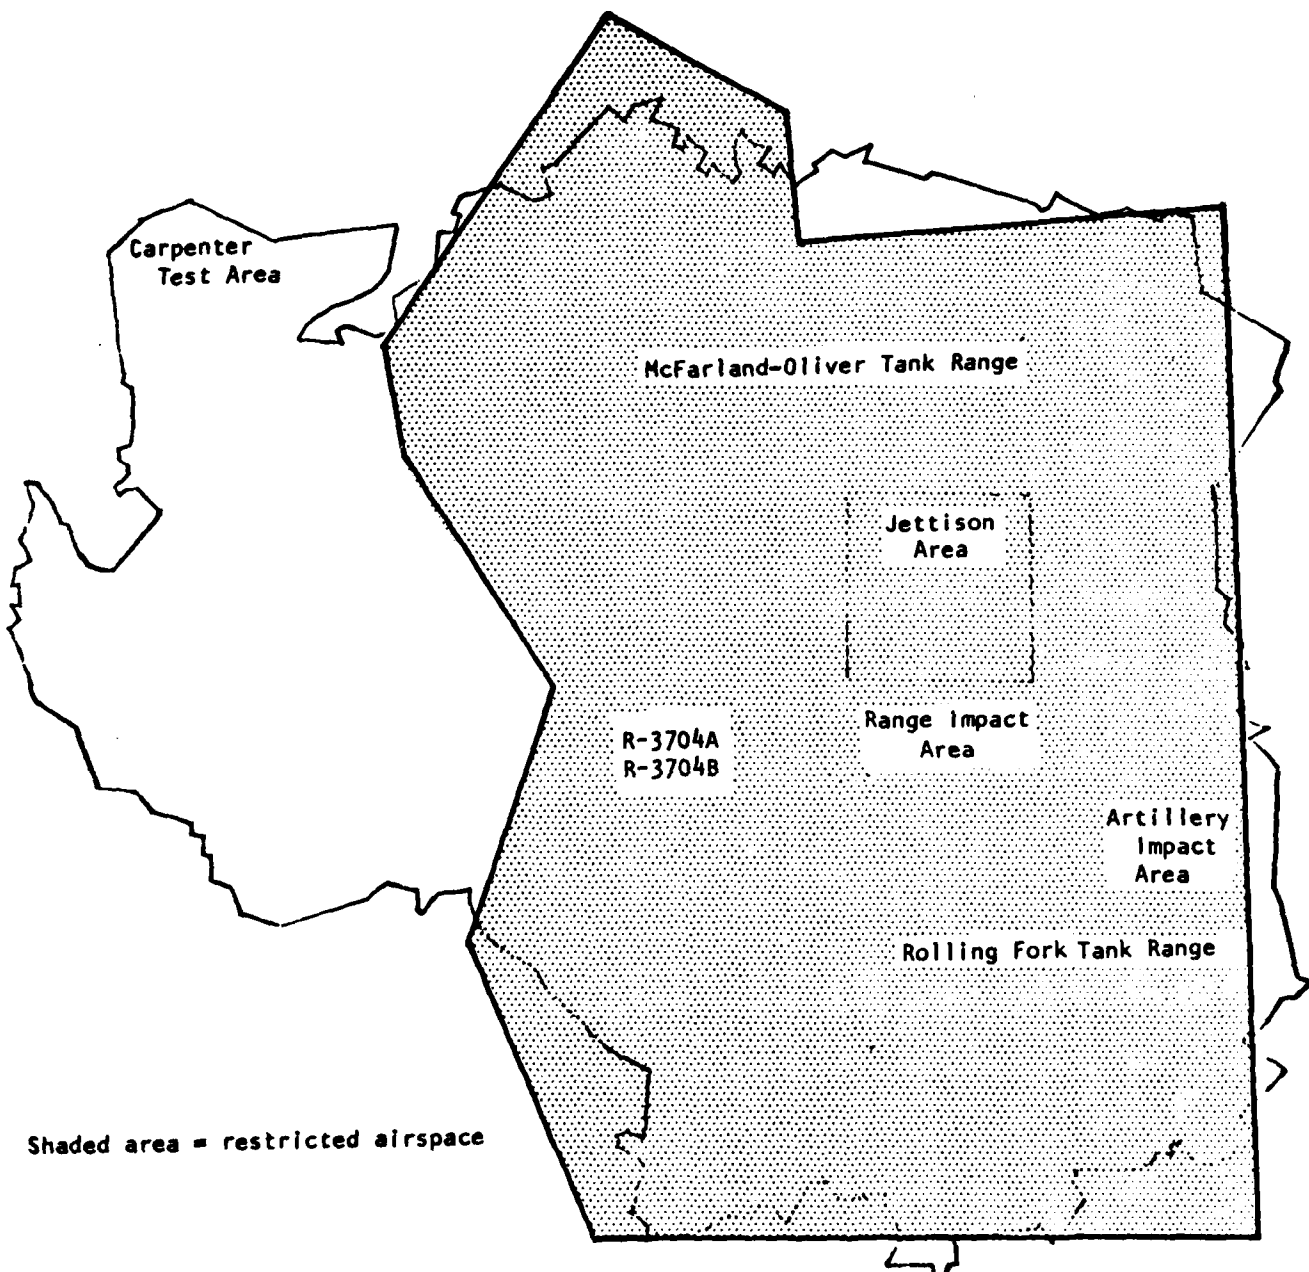 Carpenter
Test Area
McFarland-Oliver Tank Range
Jettison
Area
Range Impact
Area
R-3704A
R-3704B
Artillery
Impact
Area
Rolling Fork Tank Range
Shaded area = restricted airspace